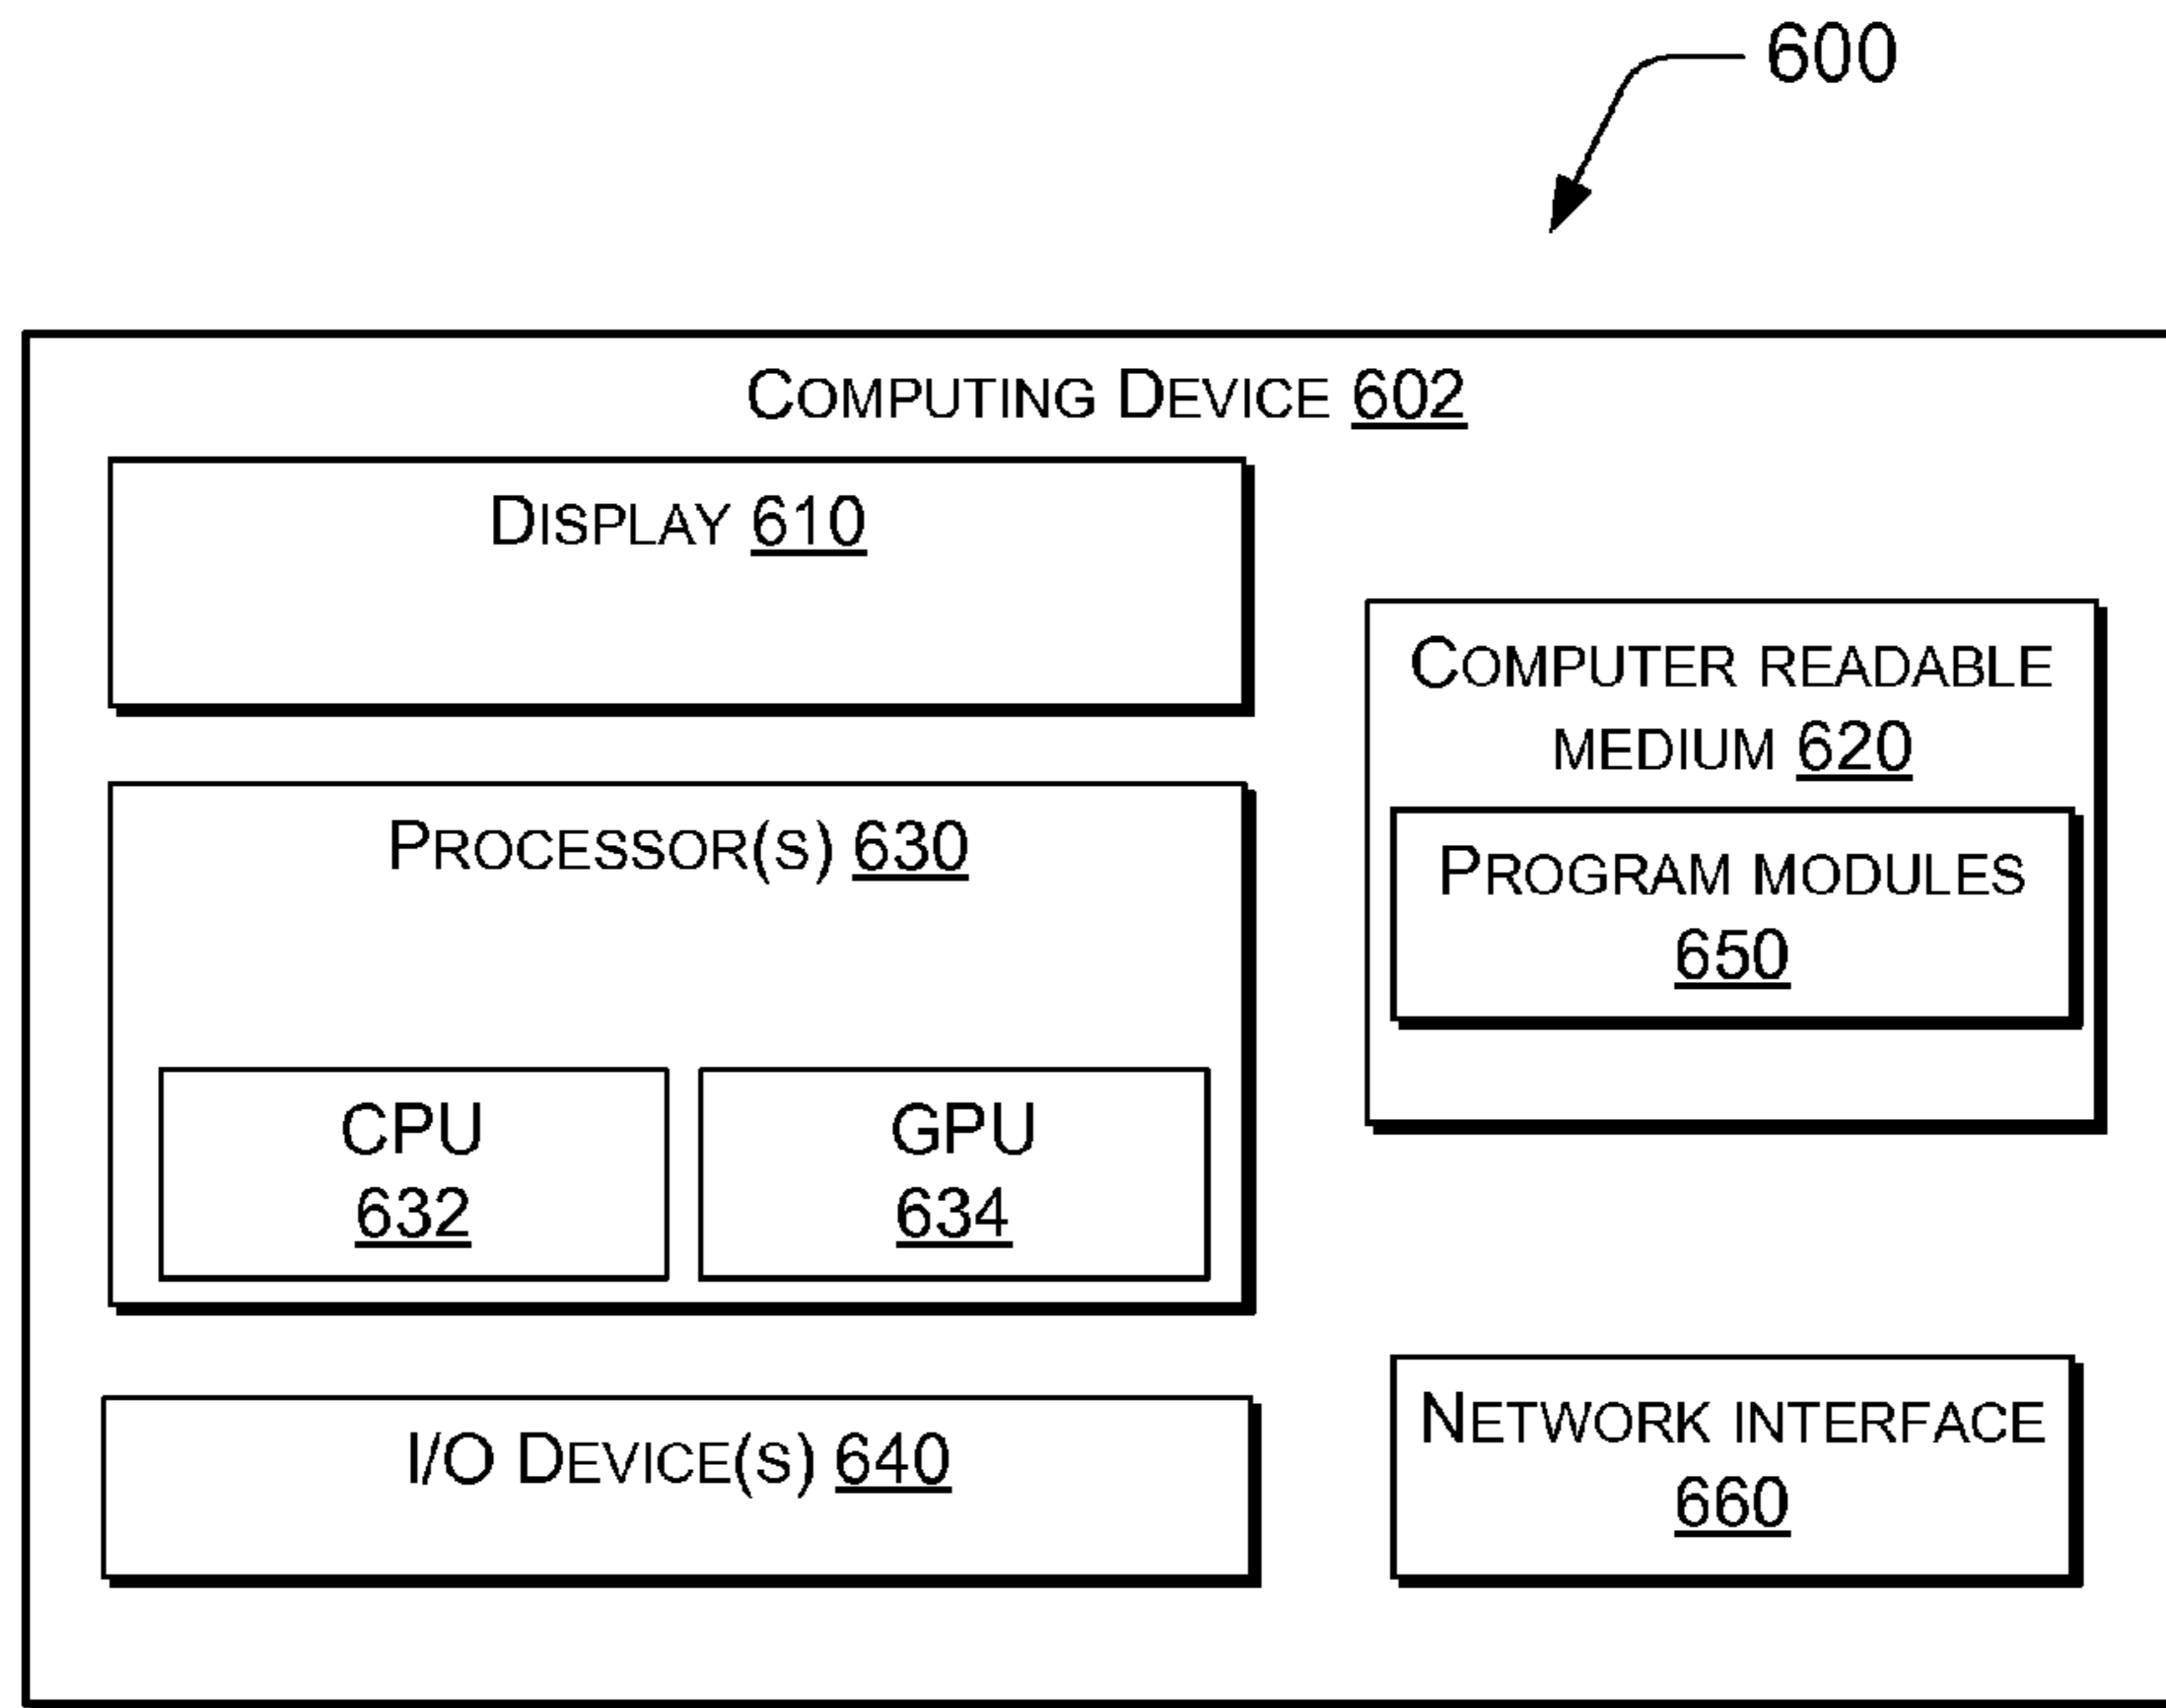 600
COMPUTING DEVICE 602
DISPLAY 610
COMPUTER READABLE
MEDIUM 620
PROGRAM MODULES
650
PROCESSOR(S) 630
CPU
632
GPU
634
I/O DEVICE(S) 640
NETWORK INTERFACE
660